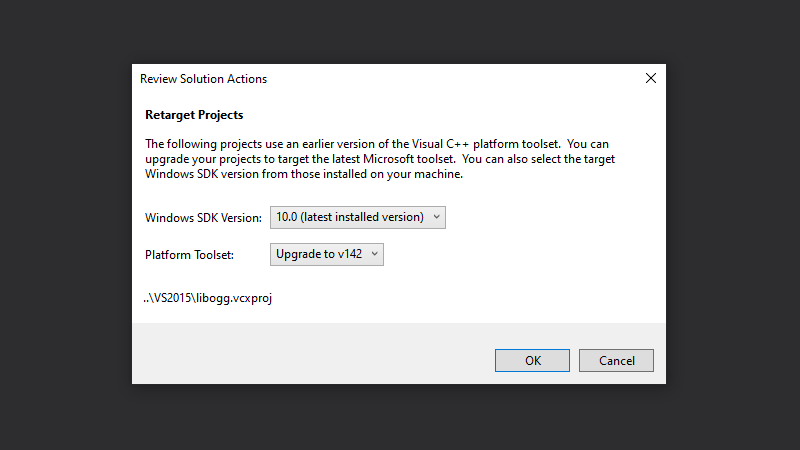 Review Solution Actions
Retarget Projects
The following projects use an earlier version of the Visual C++ platform toolset.  You can
upgrade your projects to target the latest Microsoft toolset.  You can also select the target
Windows SDK version from those installed on your machine.
Windows SDK Version: 10.0 (latest installed version)
Platform Toolset: Upgrade to v142
..\VS2015\libogg.vcxproj
OK Cancel